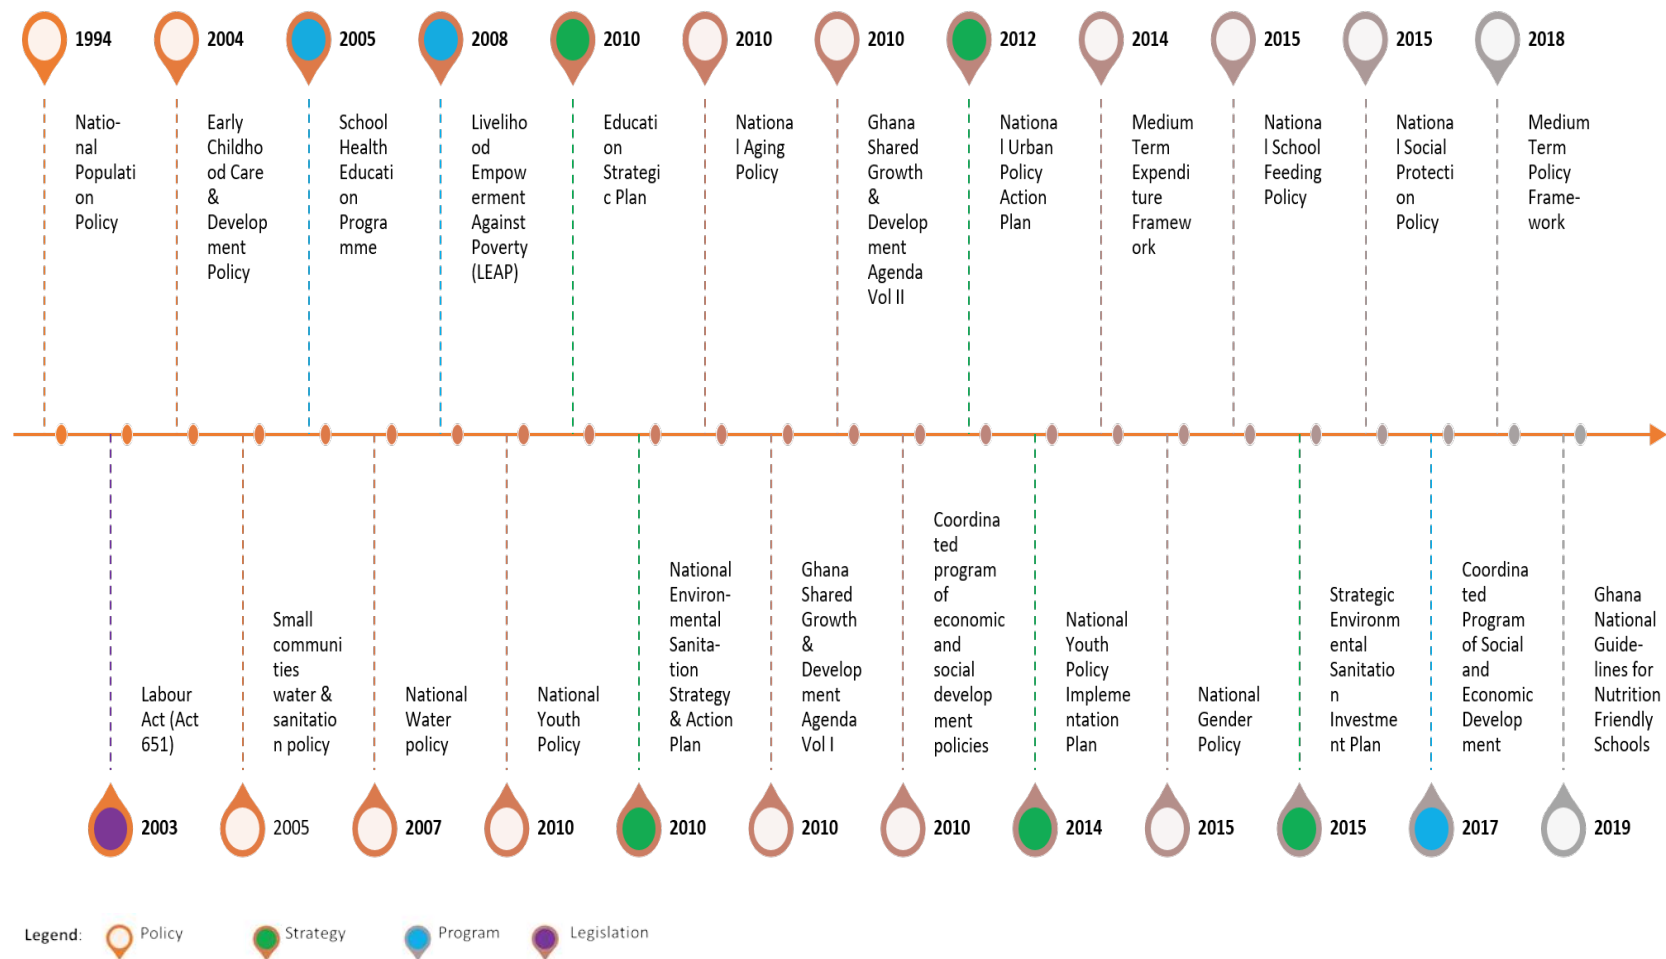 1994
2004
2005
2008
2010
2010
2010
2012
2014
2015
2015
2018
Natio-
nal
Populati
on
Policy
Early
Childho
od Care
&
Develop
ment
Policy
School
Health
Educati
on
Progra
mme
Liveliho
od
Empow
erment
Against
Poverty
(LEAP)
Educati
on
Strategi
c Plan
Nationa
l Aging
Policy
Ghana
Shared
Growth
&
Develop
ment
Agenda
Vol II
Nationa
l Urban
Policy
Action
Plan
Medium
Term
Expendi
ture
Framew
ork
Nationa
l School
Feeding
Policy
Nationa
l Social
Protecti
on
Policy
Medium
Term
Policy
Frame-
work
Labour
Act (Act
651)
Small
communi
ties
water &
sanitatio
n policy
National
Water
policy
National
Youth
Policy
National
Environ-
mental
Sanita-
tion
Strategy
& Action
Plan
Ghana
Shared
Growth
&
Develop
ment
Agenda
Vol I
Coordina
ted
program
of
economic
and
social
develop
ment
policies
National
Youth
Policy
Impleme
ntation
Plan
National
Gender
Policy
Strategic
Environm
ental
Sanitatio
n
Investme
nt Plan
Coordina
ted
Program
of Social
and
Economic
Develop
ment
Ghana
National
Guide-
lines for
Nutrition
Friendly
Schools
2003
2005
2007
2010
2010
2010
2010
2014
2015
2015
2017
2019
Legend:
Policy
Strategy
Program
Legislation